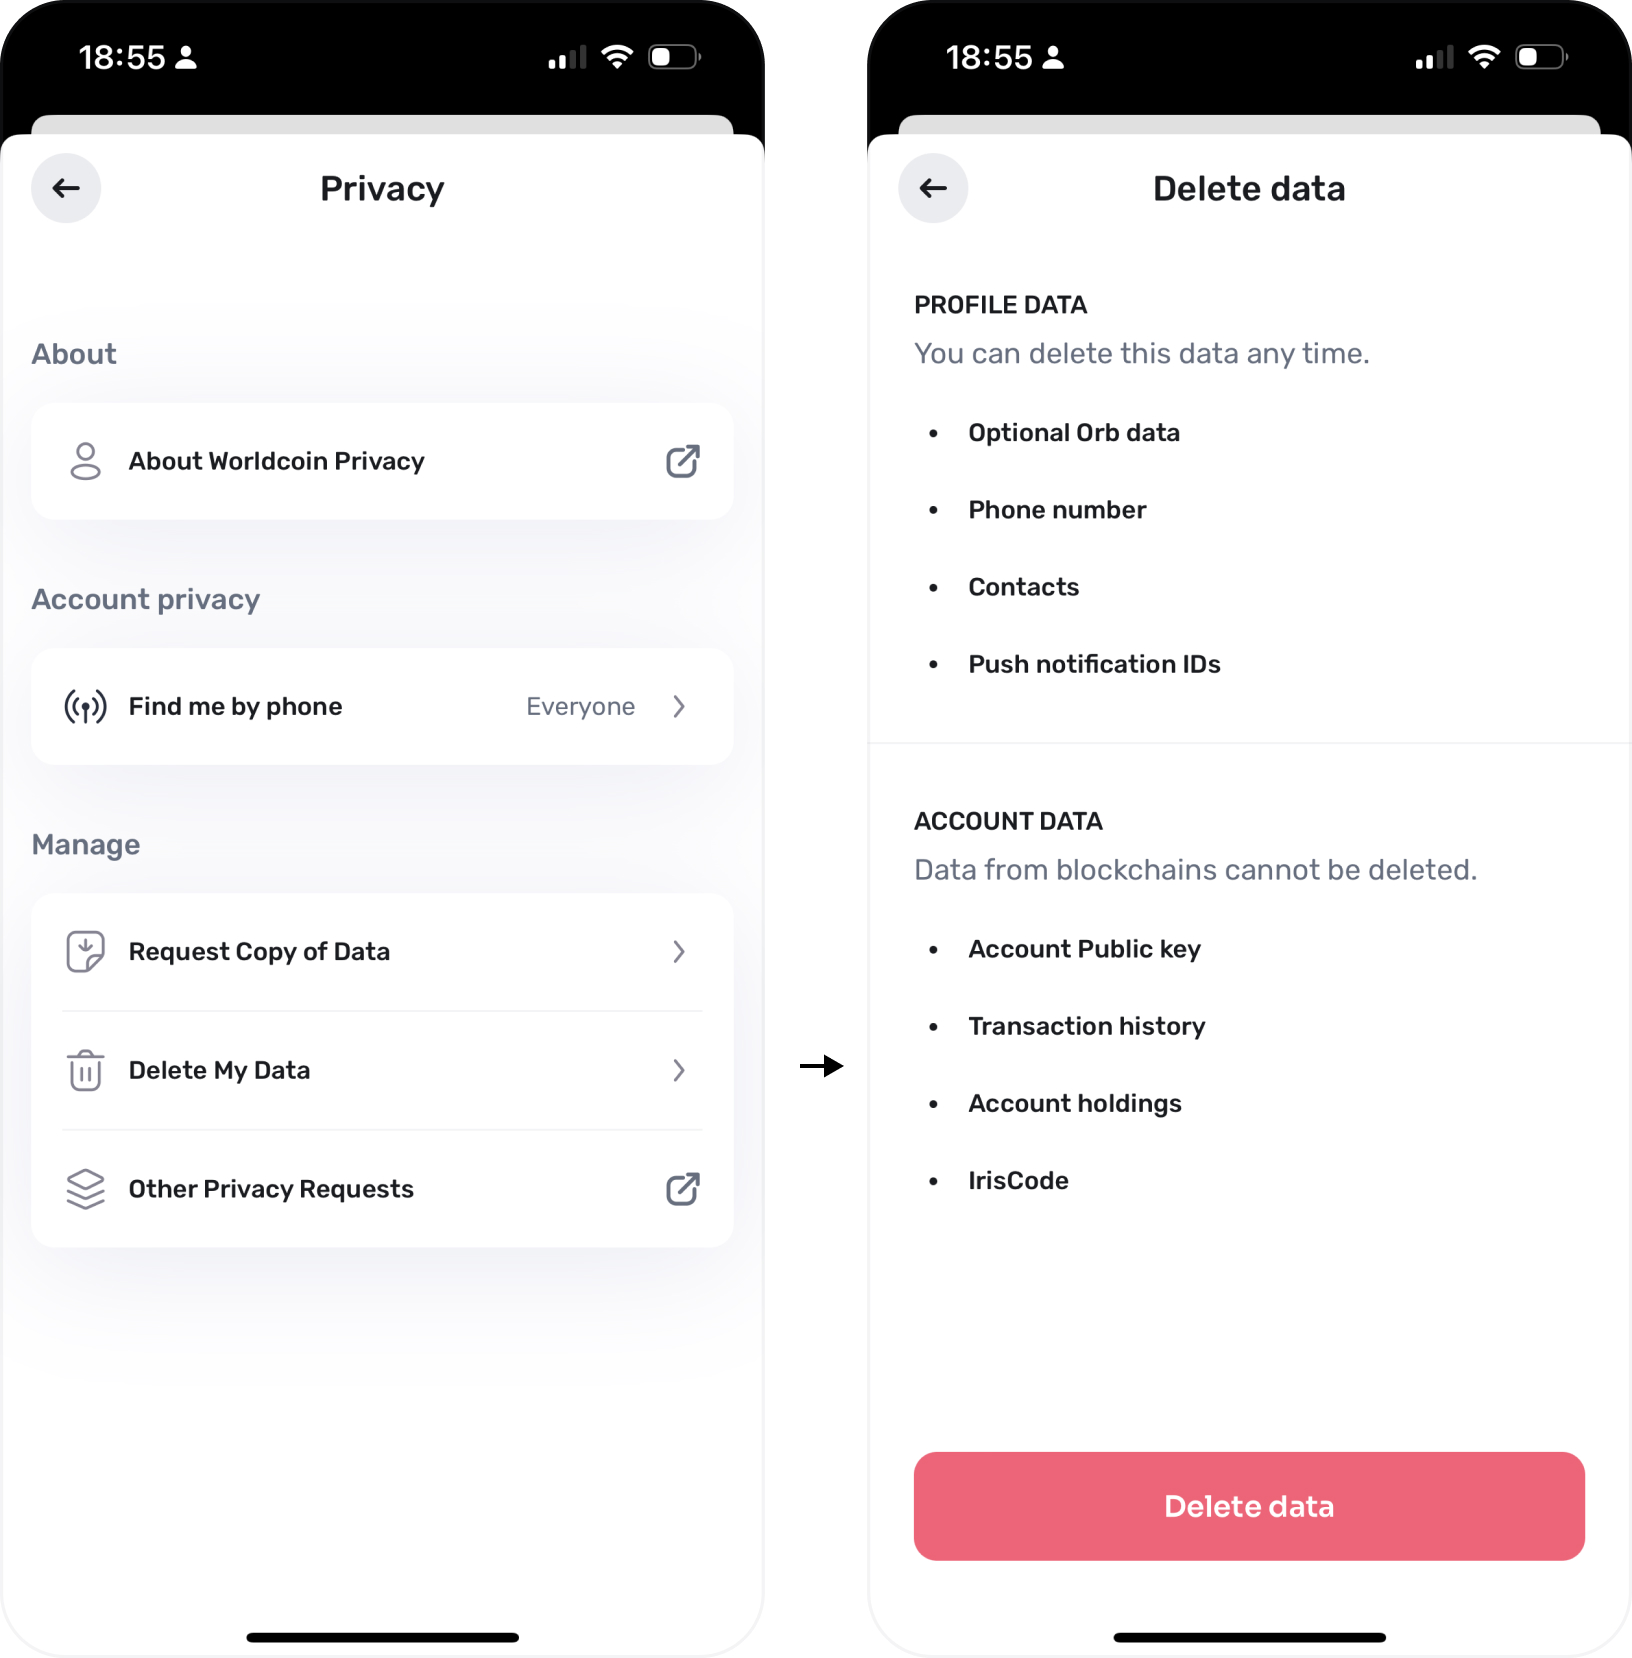 18:55
Privacy
About
About Worldcoin Privacy
Account privacy
Find me by phone Everyone
Manage
Request Copy of Data
Delete My Data
Other Privacy Requests
18:55
Delete data
PROFILE DATA
You can delete this data any time.
• Optional Orb data
• Phone number
• Contacts
• Push notification IDs
ACCOUNT DATA
Data from blockchains cannot be deleted.
• Account Public key
• Transaction history
• Account holdings
• IrisCode
Delete data